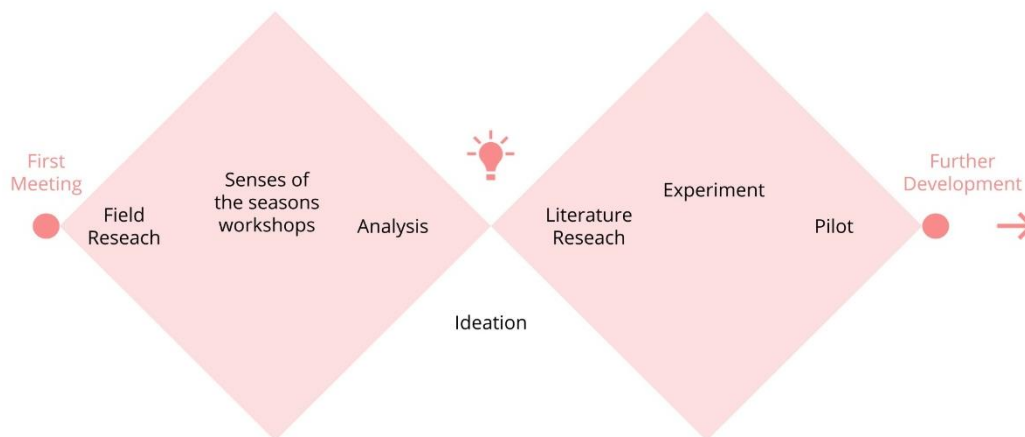 First
Meeting
Field
Reseach
Senses of
the seasons
workshops
Analysis
Ideation
Literature
Reseach
Experiment
Pilot
Further
Development